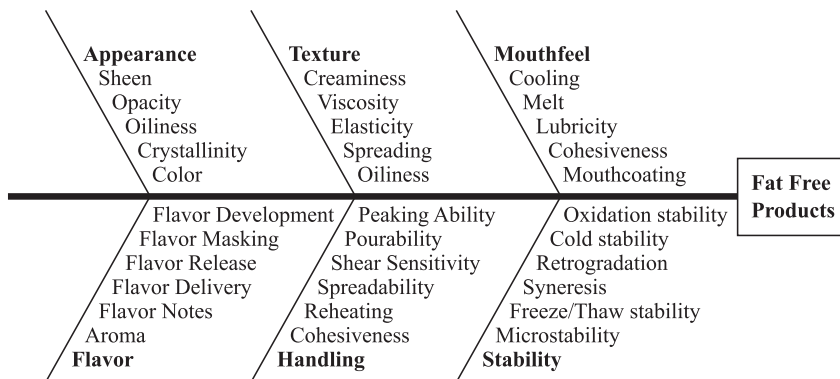 Appearance
Sheen
Opacity
Oiliness
Crystallinity
Color
Texture
Creaminess
Viscosity
Elasticity
Spreading
Oiliness
Mouthfeel
Cooling
Melt
Lubricity
Cohesiveness
Mouthcoating
Fat Free
Products
Flavor Development
Flavor Masking
Flavor Release
Flavor Delivery
Flavor Notes
Aroma
Flavor
Peaking Ability
Pourability
Shear Sensitivity
Spreadability
Reheating
Cohesiveness
Handling
Oxidation stability
Cold stability
Retrogradation
Syneresis
Freeze/Thaw stability
Microstability
Stability